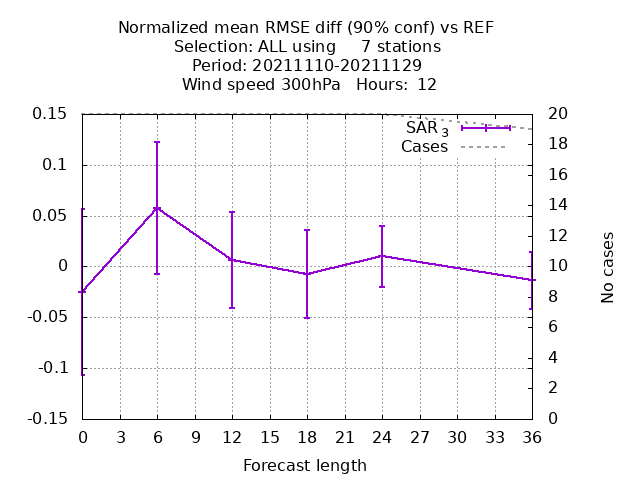 Normalized mean RMSE diff (90% conf) vs REF
Selection: ALL using 7 stations
Period: 20211110-20211129
Wind speed 300hPa Hours: 12
0.15
0.1
0.05
0
-0.05
-0.1
-0.15
20
18
16
14
12
10
8
6
4
2
0
SAR 3
Cases
No cases
0 3 6 9 12 15 18 21 24 27 30 33 36
Forecast length